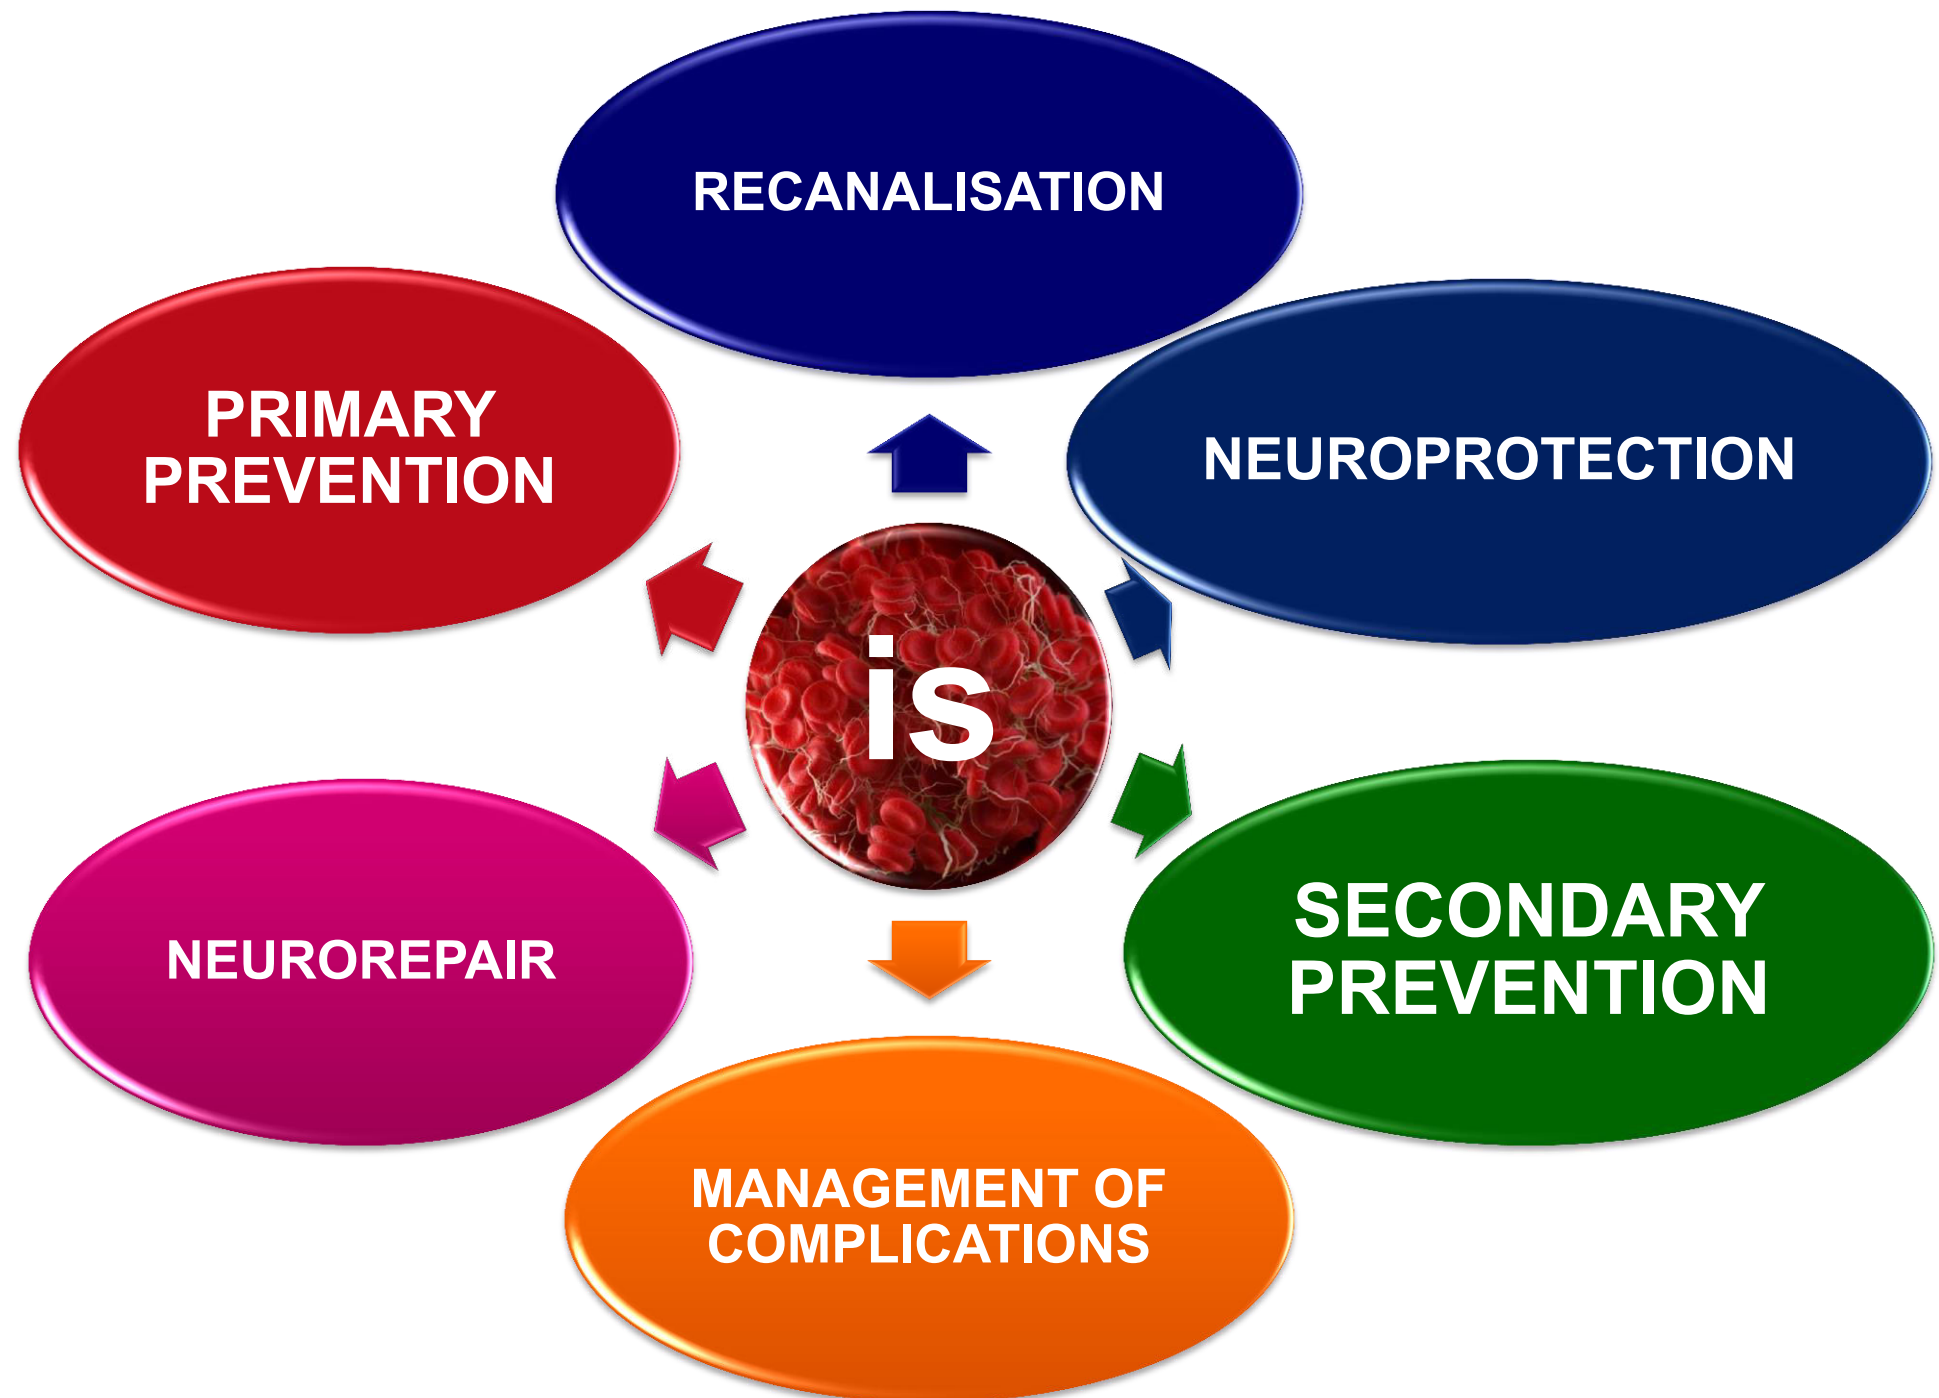 RECANALISATION
PRIMARY
PREVENTION
NEUROPROTECTION
is
NEUROREPAIR
SECONDARY
PREVENTION
MANAGEMENT OF
COMPLICATIONS